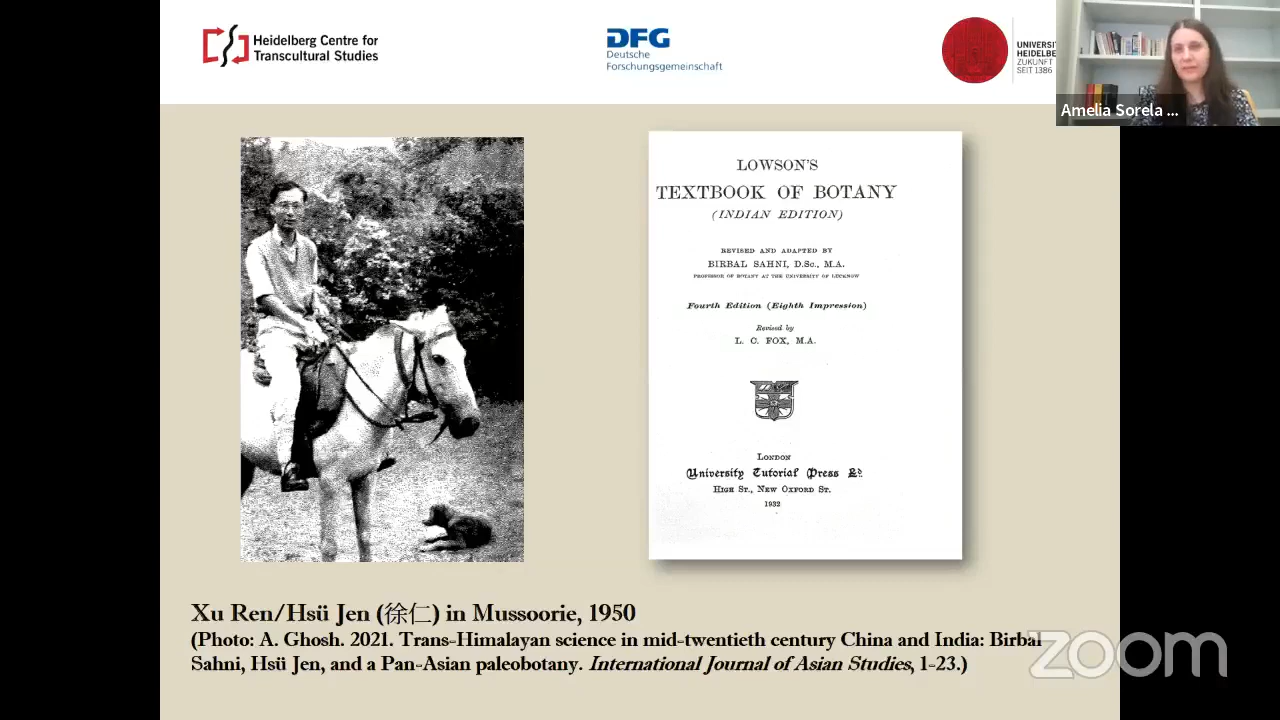 Heidelberg Centre for
Transcultural Studies
DFG
Deutsche
Forschungsgemeinschaft
UNIVERSIT
HEIDELBE
ZUKUNFT
SEIT 1386
Amelia Sorela ...
LOWSON'S
TEXTBOOK OF BOTANY
(INDIAN EDITION)
REVISED AND ADAPTED BY
BIRBAL SAHNI, D.Sc., M.A.
PROFESSOR OF BOTANY AT THE UNIVERSITY OF LUCKNOW
Fourth Edition (Eighth Impression)
Revised by
L. C. FOX, M.A.
LONDON
University Tutorial Press Ld.
HIGH ST., NEW OXFORD ST.
1932
Xu Ren/Hsü Jen (徐仁) in Mussoorie, 1950
(Photo: A. Ghosh. 2021. Trans-Himalayan science in mid-twentieth century China and India: Birbal
Sahni, Hsü Jen, and a Pan-Asian paleobotany. International Journal of Asian Studies, 1-23.)
zoom